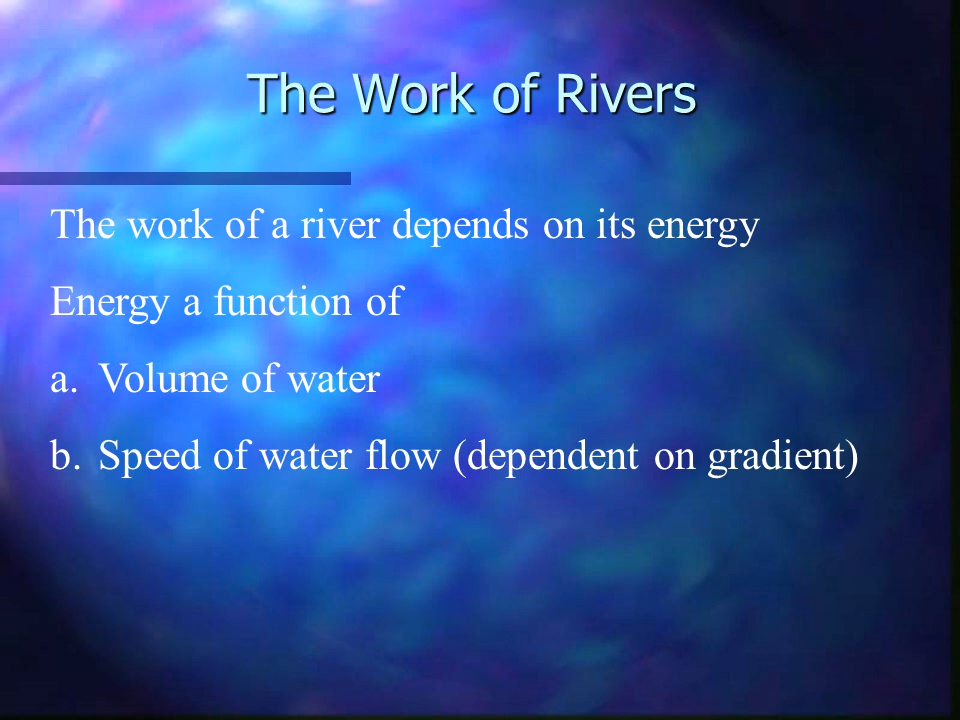 The Work of Rivers
The work of a river depends on its energy
Energy a function of
a. Volume of water
b. Speed of water flow (dependent on gradient)